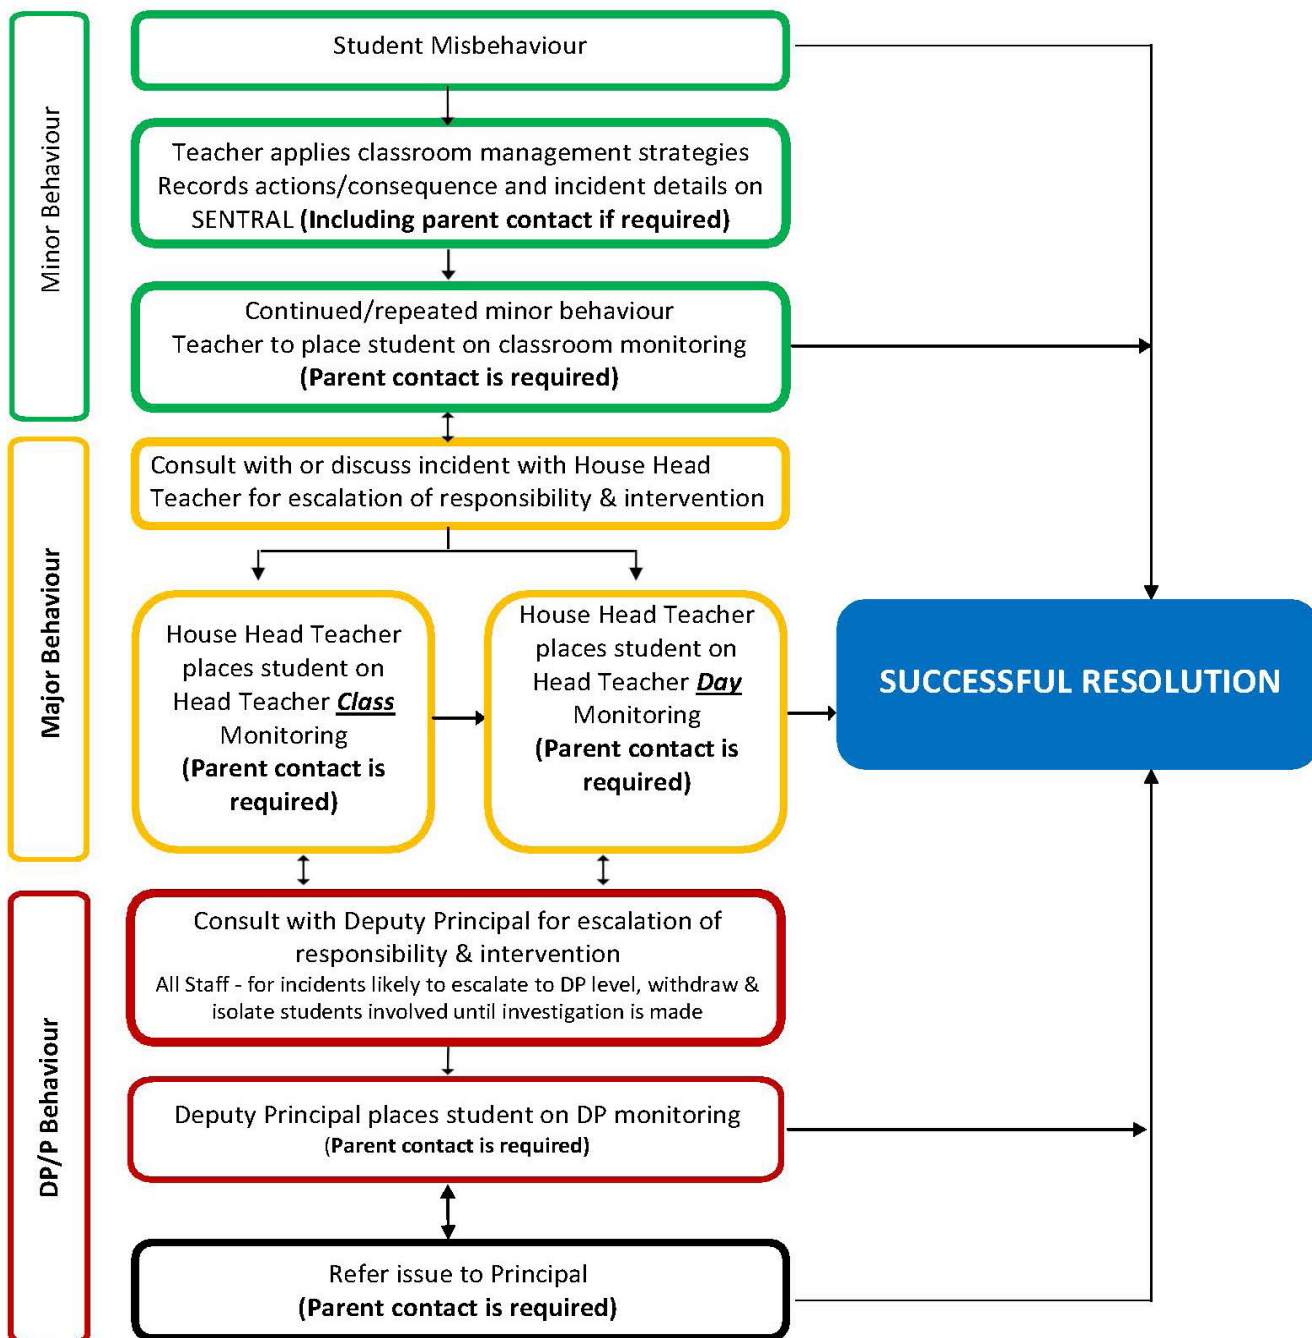 Minor Behaviour
Student Misbehaviour
Teacher applies classroom management strategies
Records actions/consequence and incident details on
SENTRAL (Including parent contact if required)
Continued/repeated minor behaviour
Teacher to place student on classroom monitoring
(Parent contact is required)
Major Behaviour
Consult with or discuss incident with House Head
Teacher for escalation of responsibility & intervention
House Head Teacher
places student on
Head Teacher Class
Monitoring
(Parent contact is
required)
House Head Teacher
places student on
Head Teacher Day
Monitoring
(Parent contact is
required)
SUCCESSFUL RESOLUTION
DP/P Behaviour
Consult with Deputy Principal for escalation of
responsibility & intervention
All Staff - for incidents likely to escalate to DP level, withdraw &
isolate students involved until investigation is made
Deputy Principal places student on DP monitoring
(Parent contact is required)
Refer issue to Principal
(Parent contact is required)